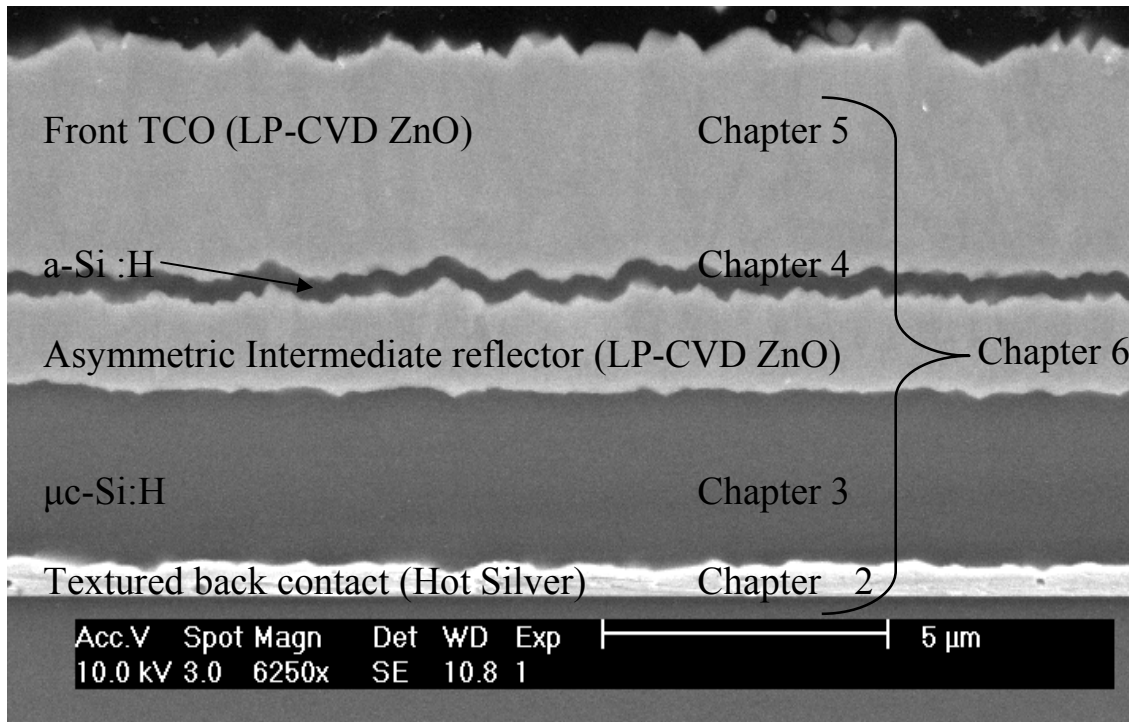 Front TCO (LP-CVD ZnO) Chapter 5
a-Si :H Chapter 4
Asymmetric Intermediate reflector (LP-CVD ZnO) Chapter 6
μc-Si:H Chapter 3
Textured back contact (Hot Silver) Chapter 2
Acc.V Spot Magn Det WD Exp 5 μm
10.0 kV 3.0 6250x SE 10.8 1